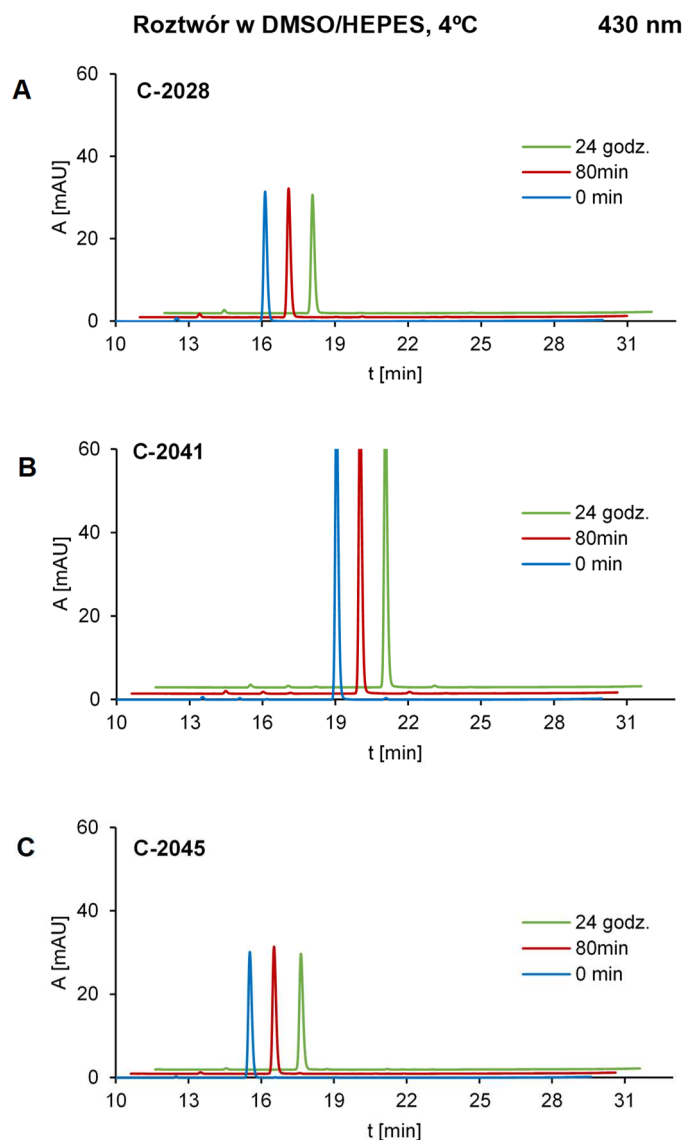 Roztwór w DMSO/HEPES, 4ºC 430 nm
A
C-2028
60
40
20
0
A [mAU]
24 godz.
80min
0 min
10 13 16 19 22 25 28 31
t [min]
B
C-2041
60
40
20
0
A [mAU]
24 godz.
80min
0 min
10 13 16 19 22 25 28 31
t [min]
C
C-2045
60
40
20
0
A [mAU]
24 godz.
80min
0 min
10 13 16 19 22 25 28 31
t [min]